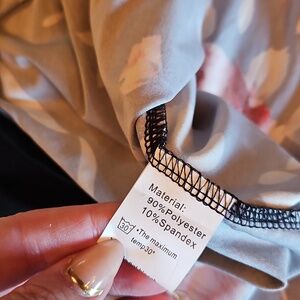 Material:
90%Polyester
10%Spandex
30 •The maximum
temp30°